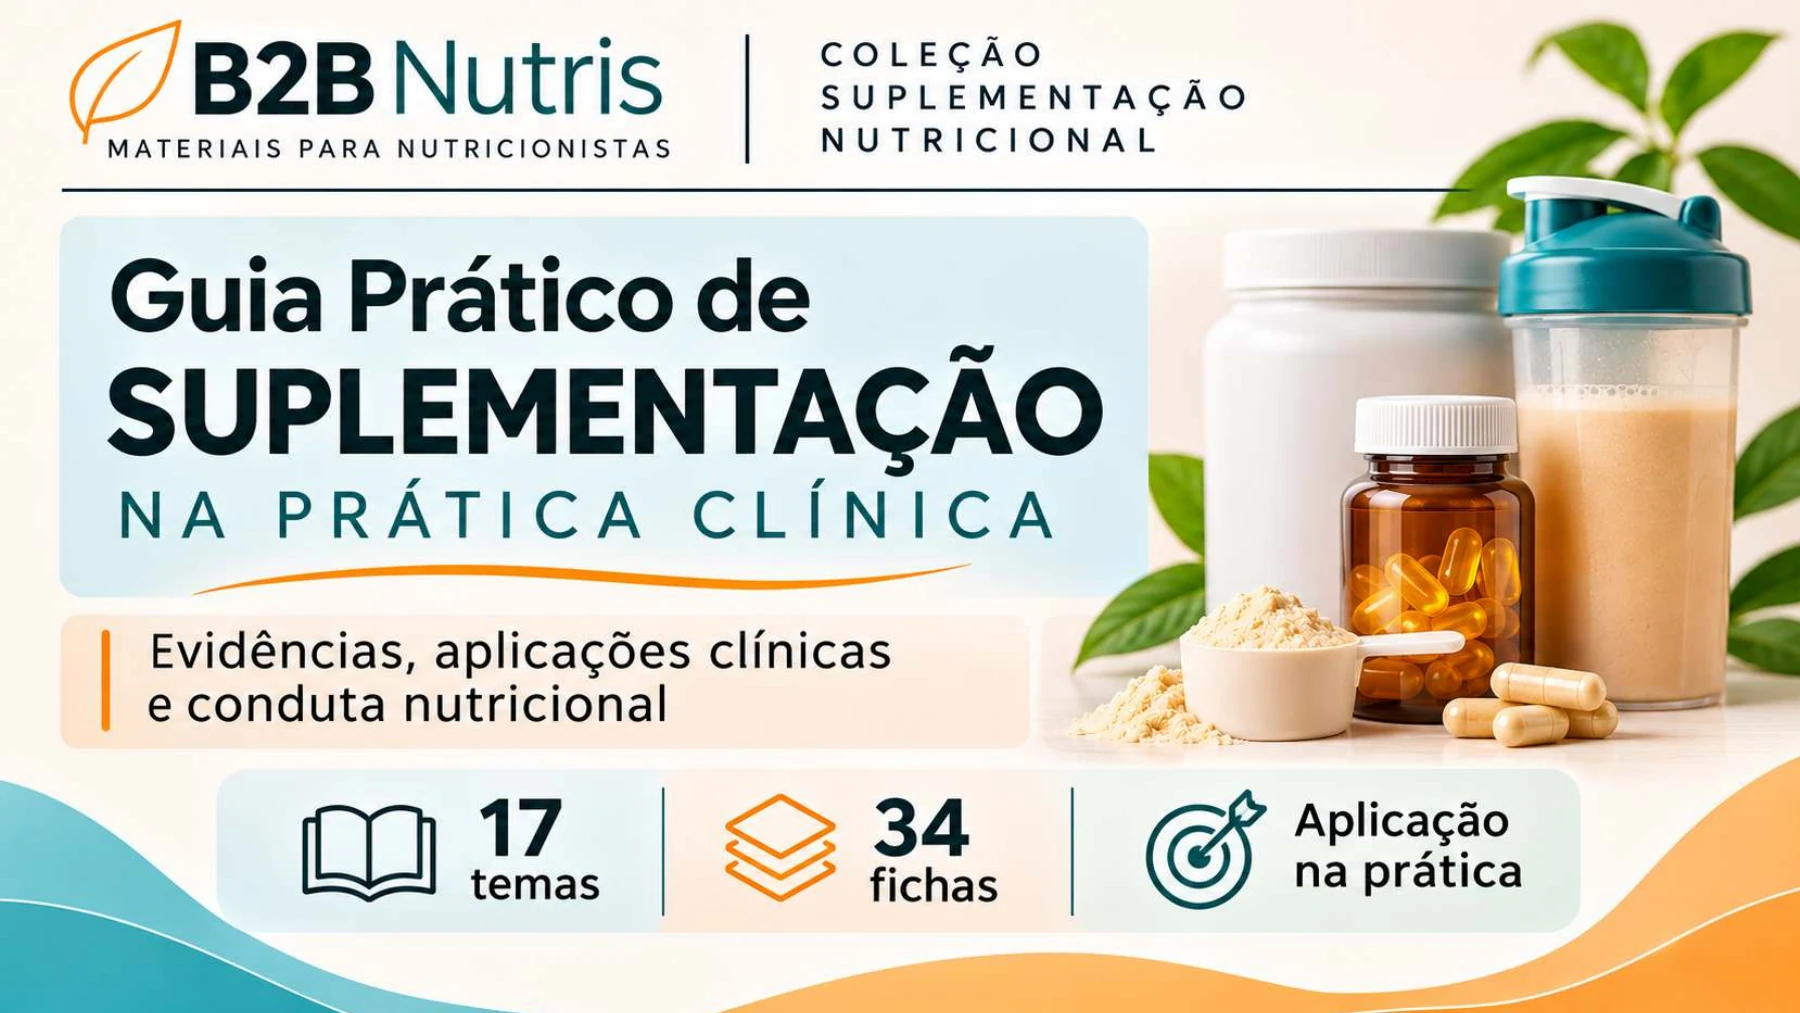 B2B Nutris
MATERIAIS PARA NUTRICIONISTAS
COLEÇÃO
SUPLEMENTAÇÃO
NUTRICIONAL
Guia Prático de
SUPLEMENTAÇÃO
NA PRÁTICA CLÍNICA
Evidências, aplicações clínicas
e conduta nutricional
17
temas
34
fichas
Aplicação
na prática